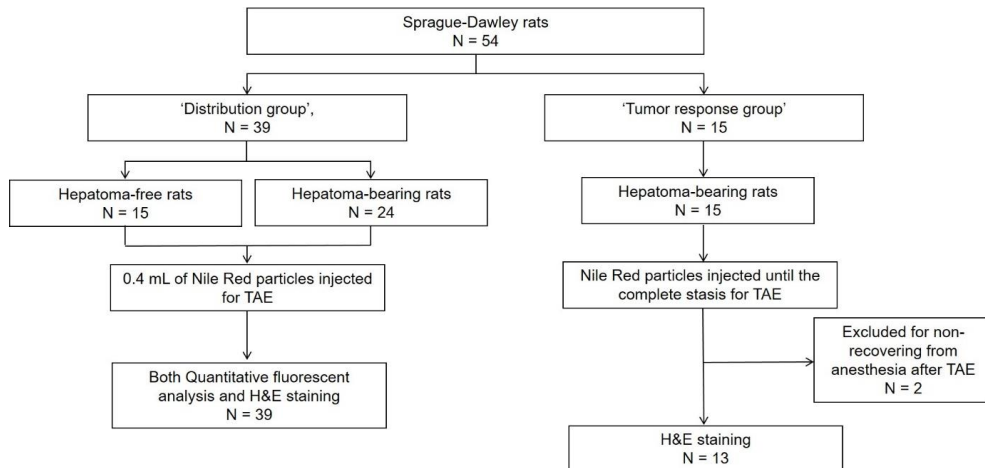 Sprague-Dawley rats
N = 54
‘Distribution group’,
N = 39
‘Tumor response group’
N = 15
Hepatoma-free rats
N = 15
Hepatoma-bearing rats
N = 24
Hepatoma-bearing rats
N = 15
0.4 mL of Nile Red particles injected
for TAE
Nile Red particles injected until the
complete stasis for TAE
Excluded for non-
recovering from
anesthesia after TAE
N = 2
Both Quantitative fluorescent
analysis and H&E staining
N = 39
H&E staining
N = 13